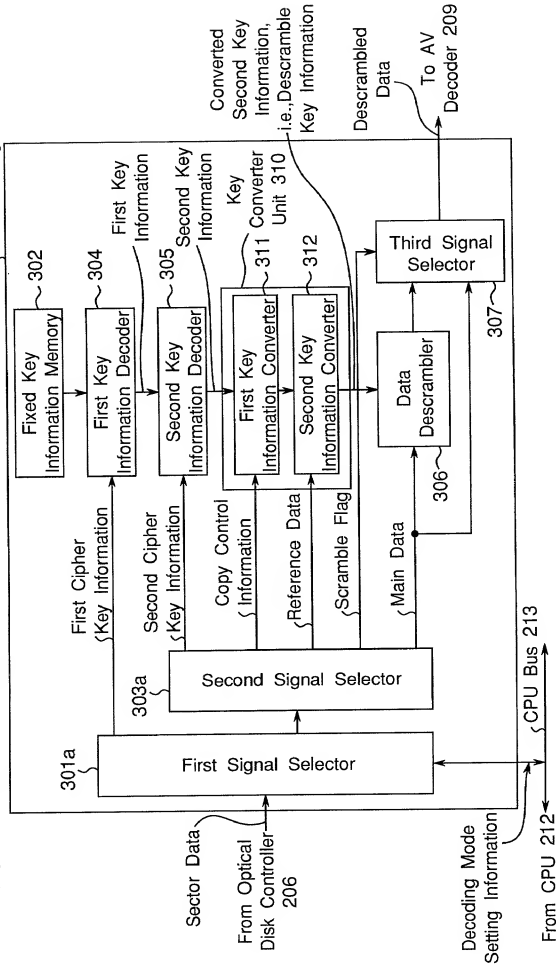 Sector Data
From Optical
Disk Controller
206
Decoding Mode
Setting Information
From CPU 212
CPU Bus 213
301a
First Signal Selector
303a
Second Signal Selector
First Cipher
Key Information
Second Cipher
Key Information
Copy Control
Information
Reference Data
Scramble Flag
Main Data
Fixed Key
Information Memory
302
First Key
Information Decoder
304
First Key
Information
Second Key
Information Decoder
305
Second Key
Information
Key
Converter
Unit 310
First Key
Information Converter
311
Second Key
Information Converter
312
Converted
Second Key
Information,
i.e.,Descramble
Key Information
Data
Descrambler
306
Third Signal
Selector
307
Descrambled
Data
To AV
Decoder 209